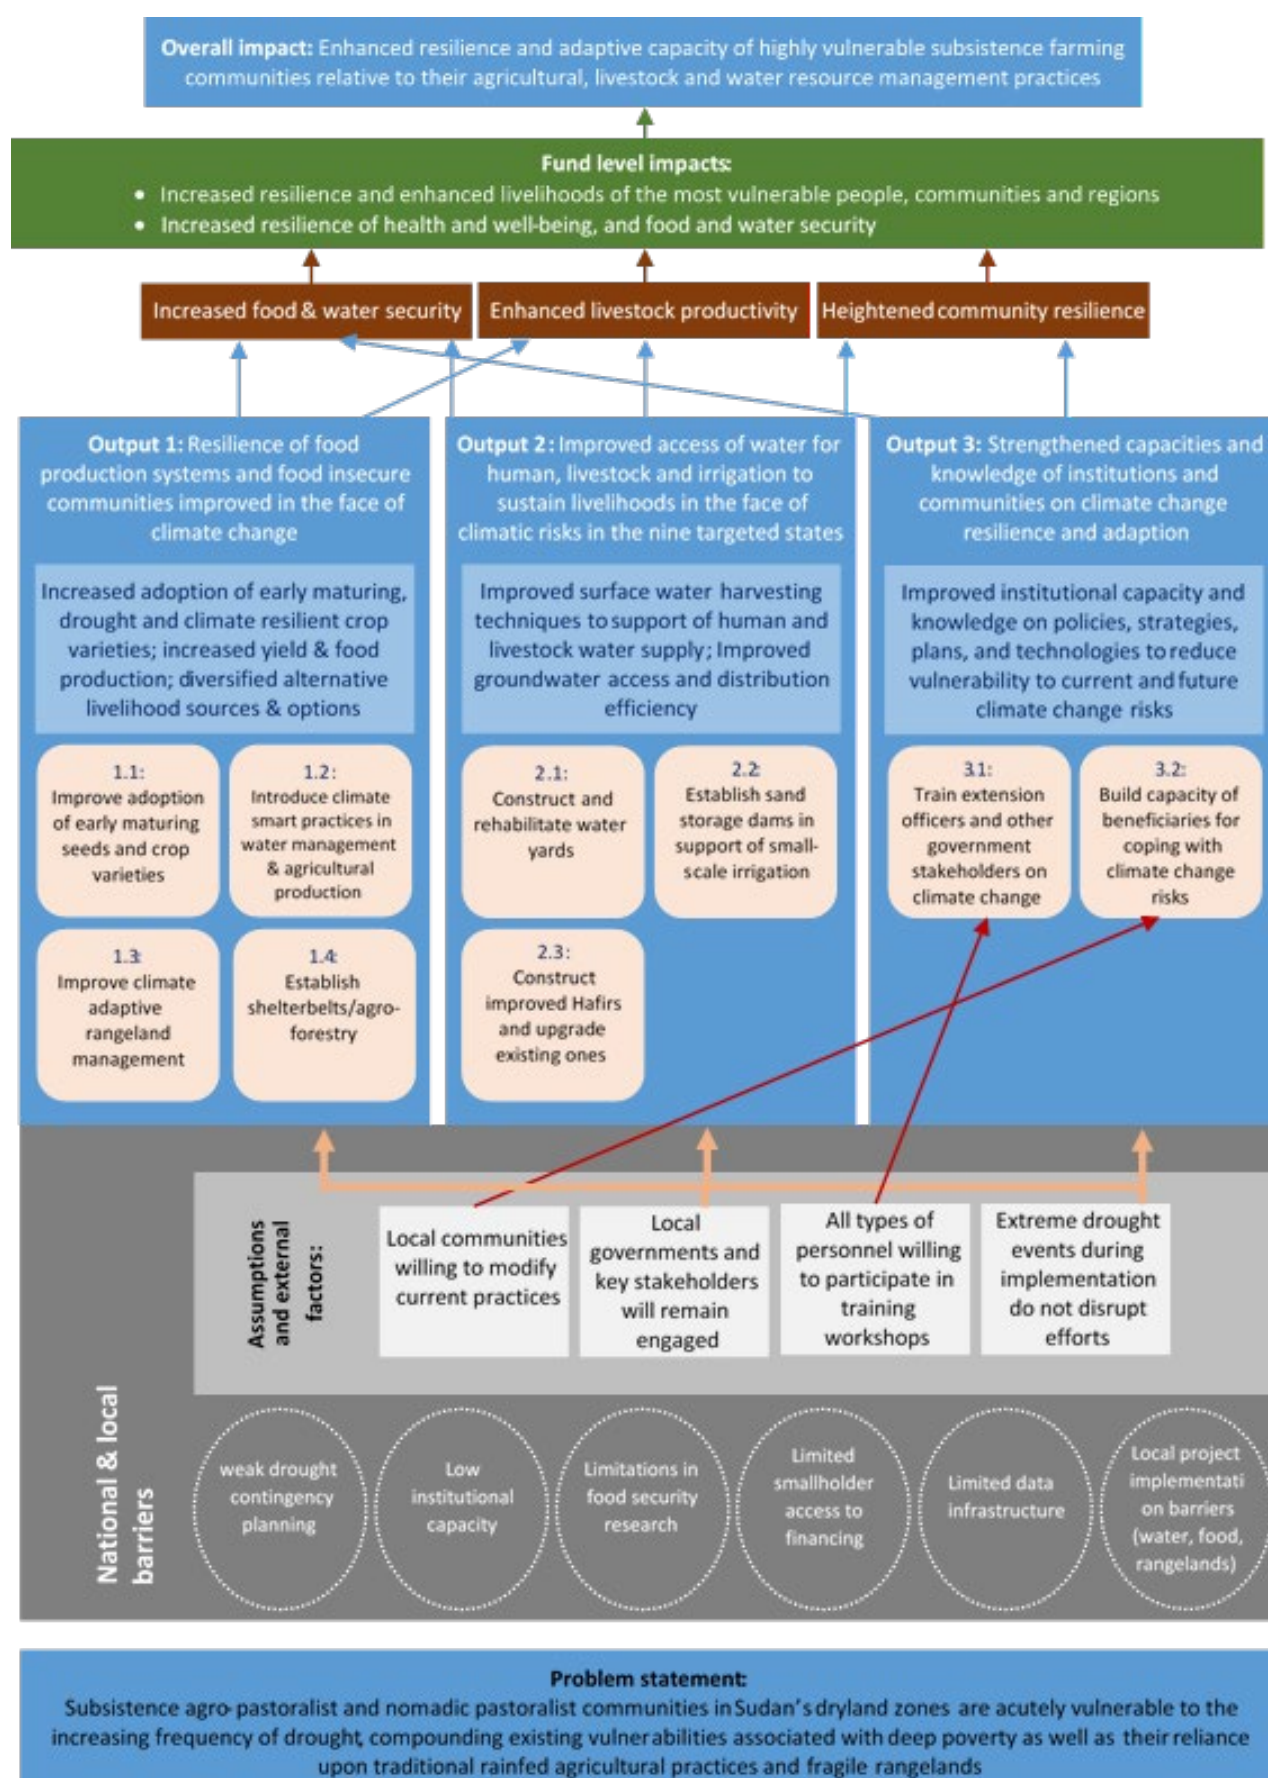 Overall impact: Enhanced resilience and adaptive capacity of highly vulnerable subsistence farming
communities relative to their agricultural, livestock and water resource management practices
Fund level impacts:
• Increased resilience and enhanced livelihoods of the most vulnerable people, communities and regions
• Increased resilience of health and well-being, and food and water security
Increased food & water security
Enhanced livestock productivity
Heightened community resilience
Output 1: Resilience of food
production systems and food insecure
communities improved in the face of
climate change
Increased adoption of early maturing,
drought and climate resilient crop
varieties; increased yield & food
production; diversified alternative
livelihood sources & options
1.1:
Improve adoption
of early maturing
seeds and crop
varieties
1.2:
Introduce climate
smart practices in
water management
& agricultural
production
1.3:
Improve climate
adaptive
rangeland
management
1.4:
Establish
shelterbelts/agro-
forestry
Output 2: Improved access of water for
human, livestock and irrigation to
sustain livelihoods in the face of
climatic risks in the nine targeted states
Improved surface water harvesting
techniques to support of human and
livestock water supply; Improved
groundwater access and distribution
efficiency
2.1:
Construct and
rehabilitate water
yards
2.2:
Establish sand
storage dams in
support of small-
scale irrigation
2.3:
Construct
improved Hafirs
and upgrade
existing ones
Output 3: Strengthened capacities and
knowledge of institutions and
communities on climate change
resilience and adaption
Improved institutional capacity and
knowledge on policies, strategies,
plans, and technologies to reduce
vulnerability to current and future
climate change risks
3.1:
Train extension
officers and other
government
stakeholders on
climate change
3.2:
Build capacity of
beneficiaries for
coping with
climate change
risks
Assumptions
and external
factors:
Local communities
willing to modify
current practices
Local
governments and
key stakeholders
will remain
engaged
All types of
personnel willing
to participate in
training
workshops
Extreme drought
events during
implementation
do not disrupt
efforts
National & local
barriers
weak drought
contingency
planning
Low
institutional
capacity
Limitations in
food security
research
Limited
smallholder
access to
financing
Limited data
infrastructure
Local project
implementati
on barriers
(water, food,
rangelands)
Problem statement:
Subsistence agro-pastoralist and nomadic pastoralist communities in Sudan's dryland zones are acutely vulnerable to the
increasing frequency of drought, compounding existing vulnerabilities associated with deep poverty as well as their reliance
upon traditional rainfed agricultural practices and fragile rangelands